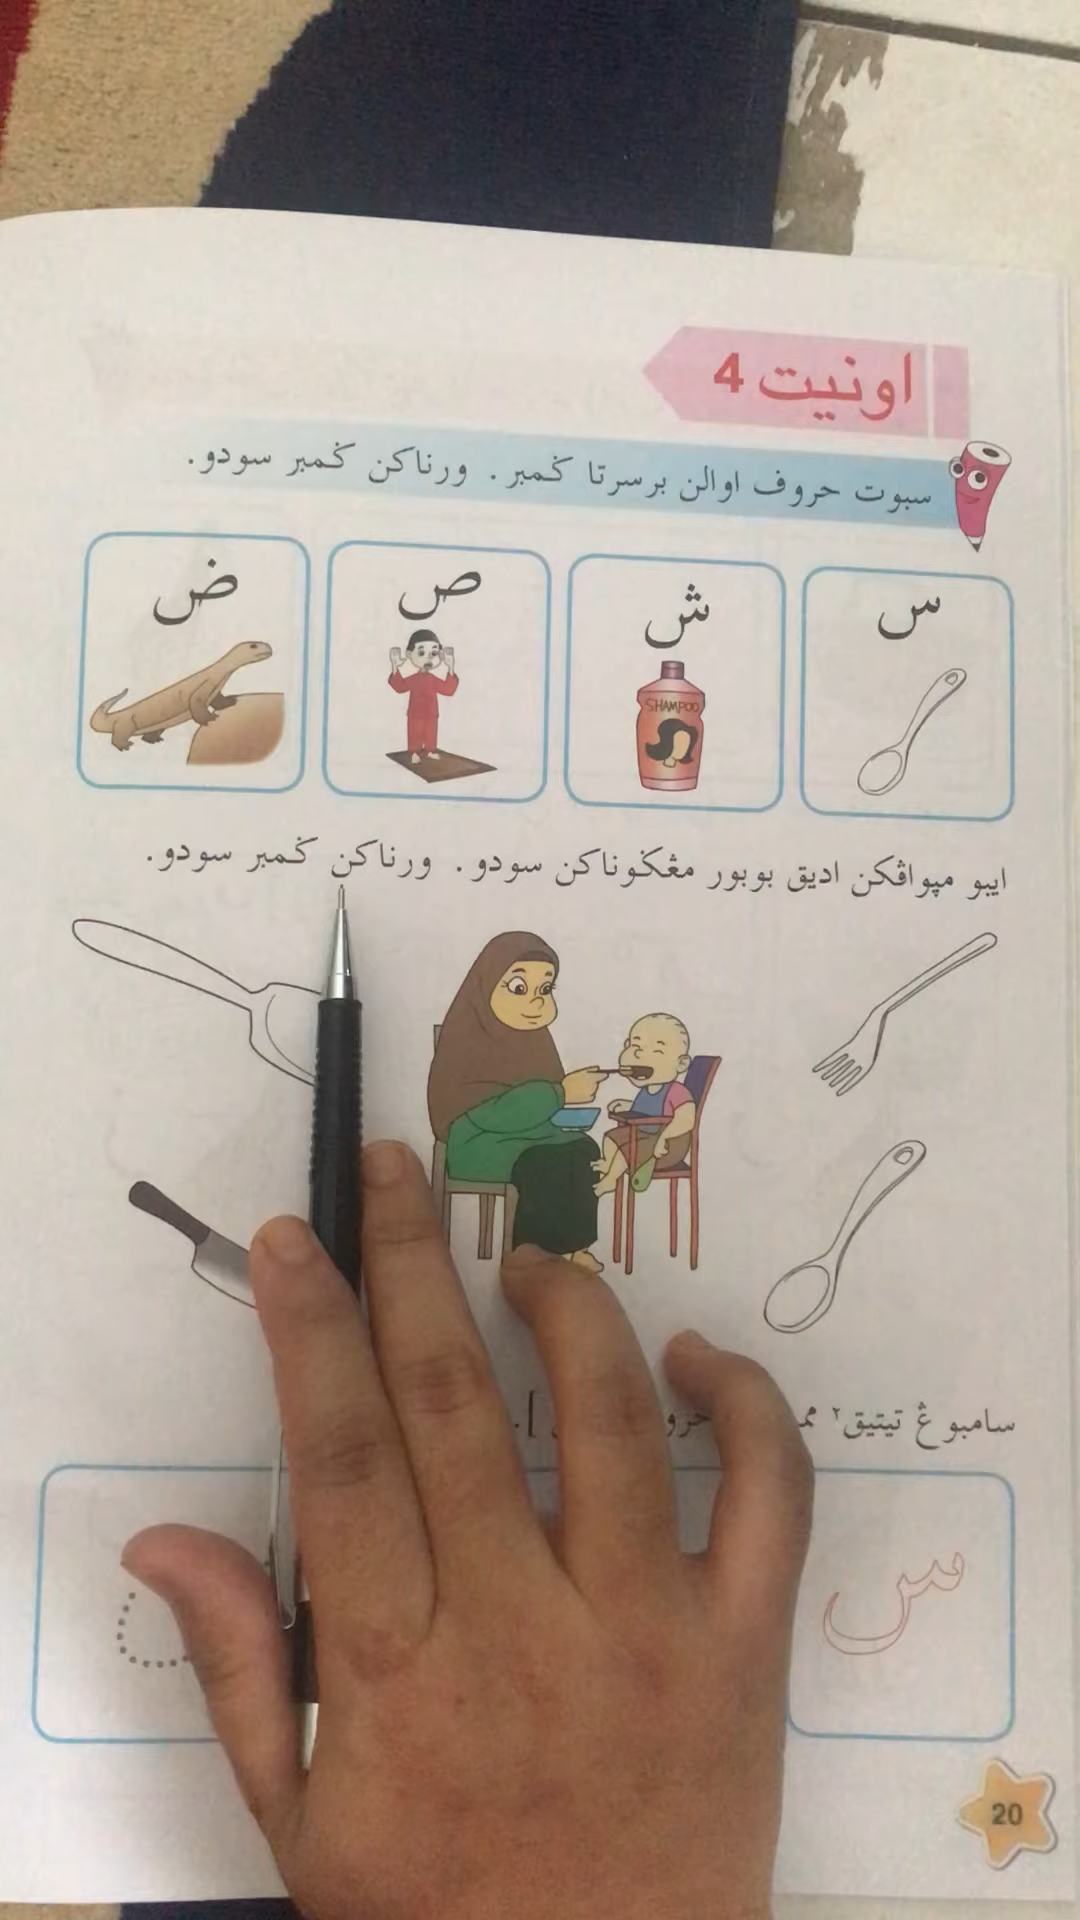 اونيت 4
سبوت حروف اوالن برسرتا ݢمبر. ورناكن ݢمبر سودو.
س
ش
ص
ض
SHAMPOO
ايبو مڽواڤكن اديق بوبور مڠݢوناكن سودو. ورناكن ݢمبر سودو.
سامبوڠ تيتيق٢
س
20